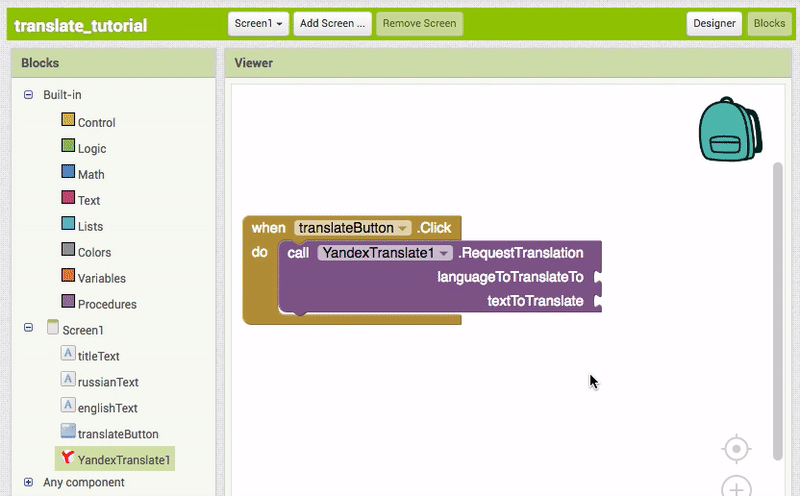 translate_tutorial
Screen1
Add Screen ...
Remove Screen
Designer
Blocks
Blocks
Built-in
Control
Logic
Math
Text
Lists
Colors
Variables
Procedures
Screen1
A titleText
A russianText
A englishText
translateButton
YandexTranslate1
Any component
Viewer
when translateButton .Click
do call YandexTranslate1 .RequestTranslation
languageToTranslateTo
textToTranslate